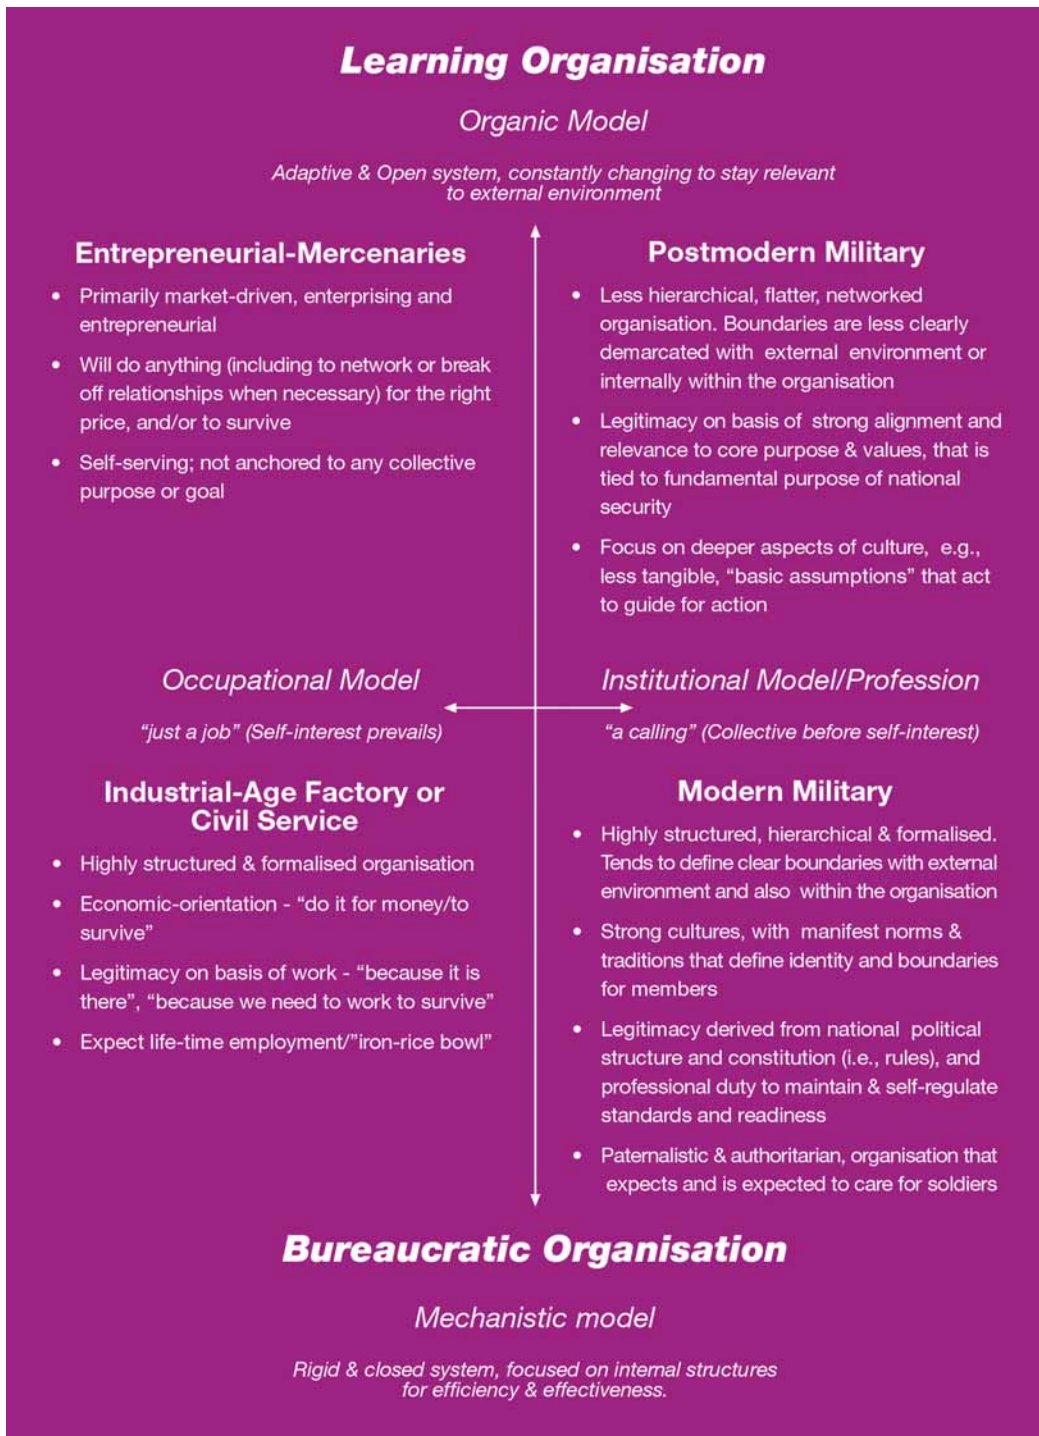 Learning Organisation
Organic Model
Adaptive & Open system, constantly changing to stay relevant
to external environment
Entrepreneurial-Mercenaries
• Primarily market-driven, enterprising and
entrepreneurial
• Will do anything (including to network or break
off relationships when necessary) for the right
price, and/or to survive
• Self-serving; not anchored to any collective
purpose or goal
Postmodern Military
• Less hierarchical, flatter, networked
organisation. Boundaries are less clearly
demarcated with external environment or
internally within the organisation
• Legitimacy on basis of strong alignment and
relevance to core purpose & values, that is
tied to fundamental purpose of national
security
• Focus on deeper aspects of culture, e.g.,
less tangible, “basic assumptions” that act
to guide for action
Occupational Model
“just a job” (Self-interest prevails)
Institutional Model/Profession
“a calling” (Collective before self-interest)
Industrial-Age Factory or
Civil Service
• Highly structured & formalised organisation
• Economic-orientation - “do it for money/to
survive”
• Legitimacy on basis of work - “because it is
there”, “because we need to work to survive”
• Expect life-time employment/”iron-rice bowl”
Modern Military
• Highly structured, hierarchical & formalised.
Tends to define clear boundaries with external
environment and also within the organisation
• Strong cultures, with manifest norms &
traditions that define identity and boundaries
for members
• Legitimacy derived from national political
structure and constitution (i.e., rules), and
professional duty to maintain & self-regulate
standards and readiness
• Paternalistic & authoritarian, organisation that
expects and is expected to care for soldiers
Bureaucratic Organisation
Mechanistic model
Rigid & closed system, focused on internal structures
for efficiency & effectiveness.